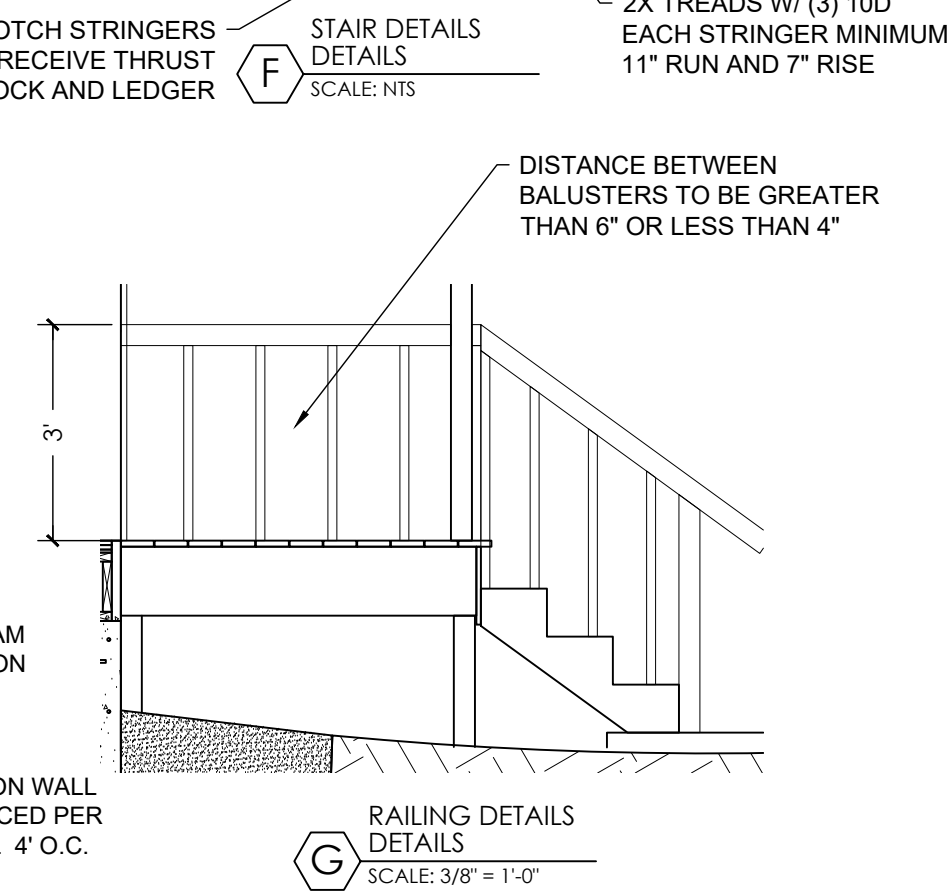 OTCH STRINGERS
RECEIVE THRUST
OCK AND LEDGER
F
STAIR DETAILS
DETAILS
SCALE: NTS
2X TREADS W/ (3) 10D
EACH STRINGER MINIMUM
11" RUN AND 7" RISE
DISTANCE BETWEEN
BALUSTERS TO BE GREATER
THAN 6" OR LESS THAN 4"
3'
AM
ON
ON WALL
CED PER
4' O.C.
G
RAILING DETAILS
DETAILS
SCALE: 3/8" = 1'-0"